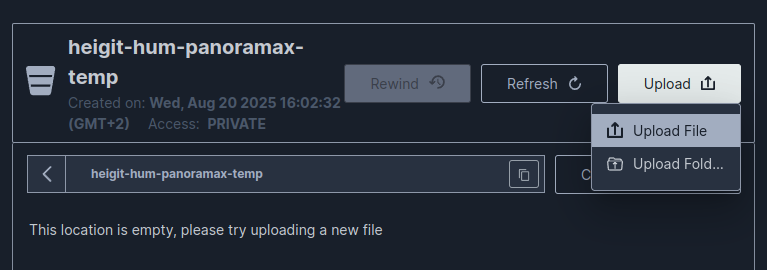 heigit-hum-panoramax-
temp
Created on: Wed, Aug 20 2025 16:02:32
(GMT+2) Access: PRIVATE
Rewind
Refresh
Upload
Upload File
Upload Fold...
heigit-hum-panoramax-temp
C
This location is empty, please try uploading a new file